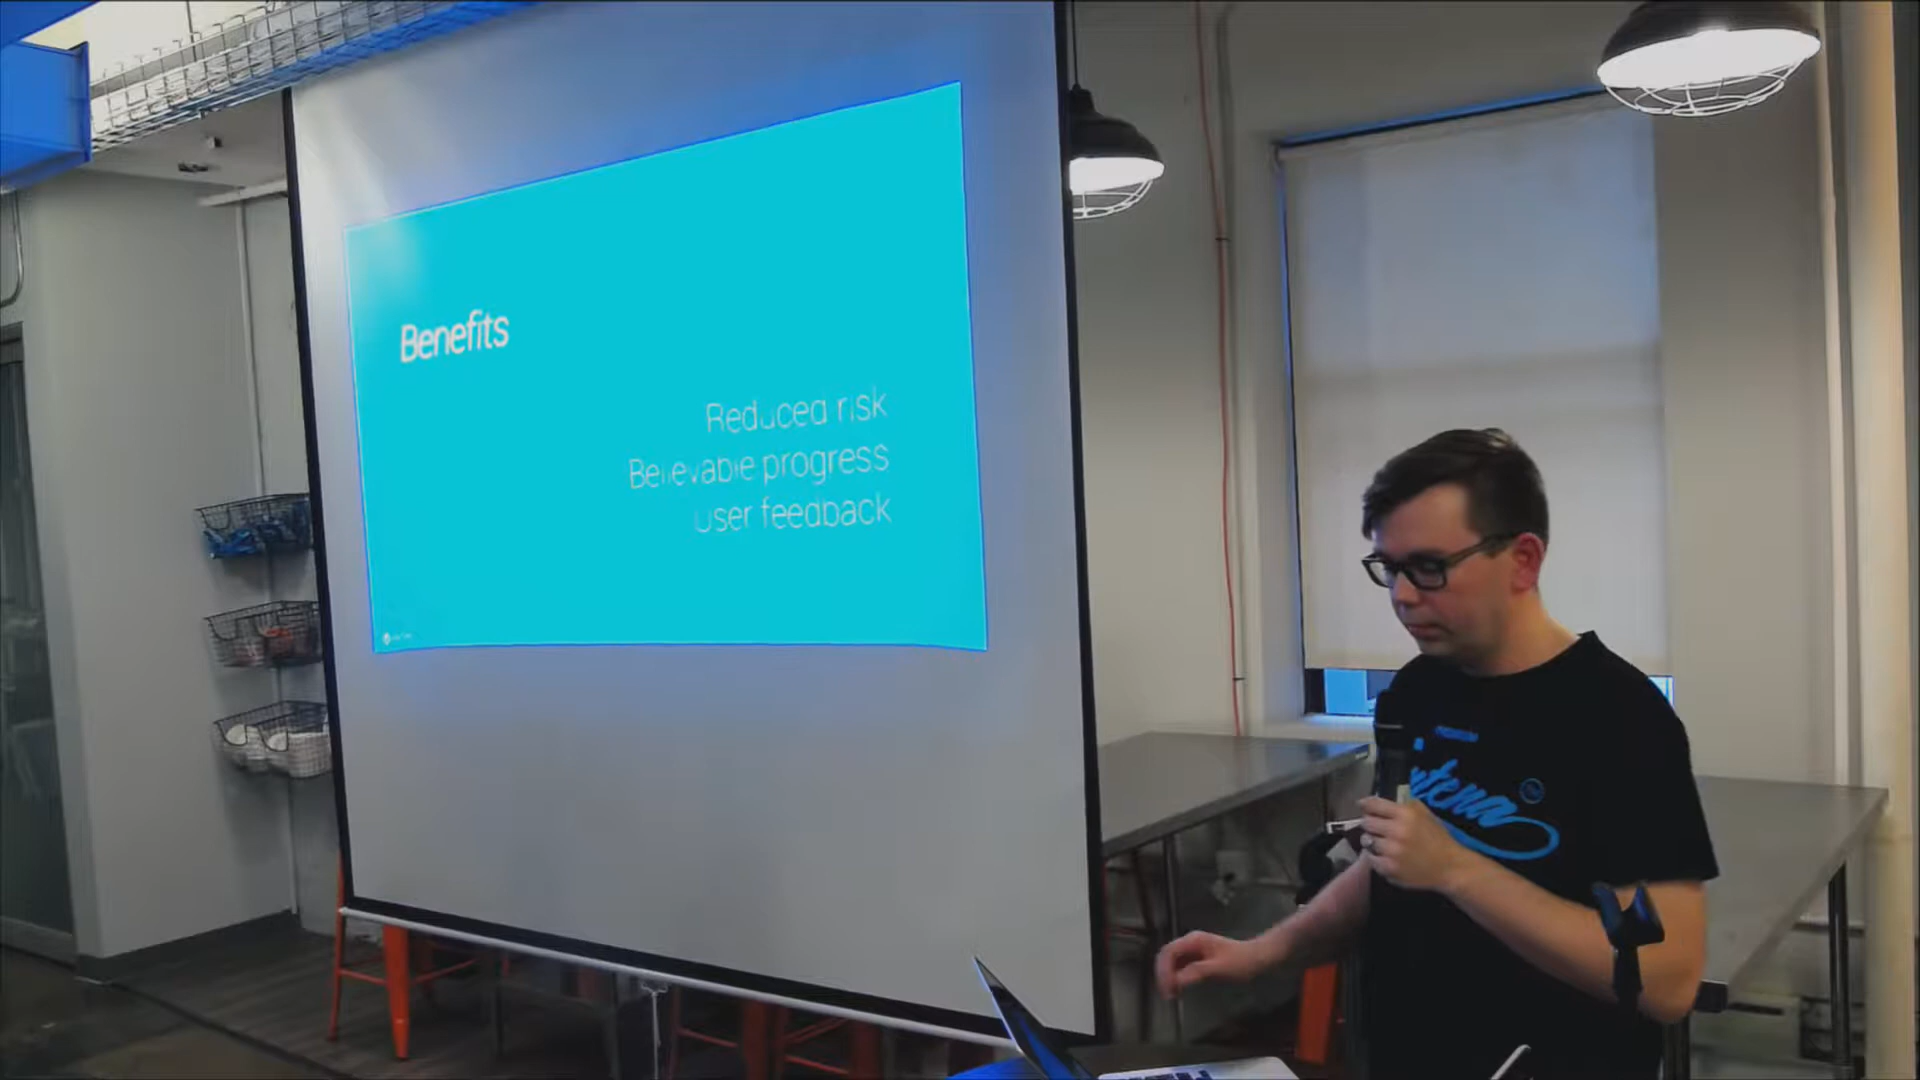 Benefits
Reduced risk
Believable progress
User feedback